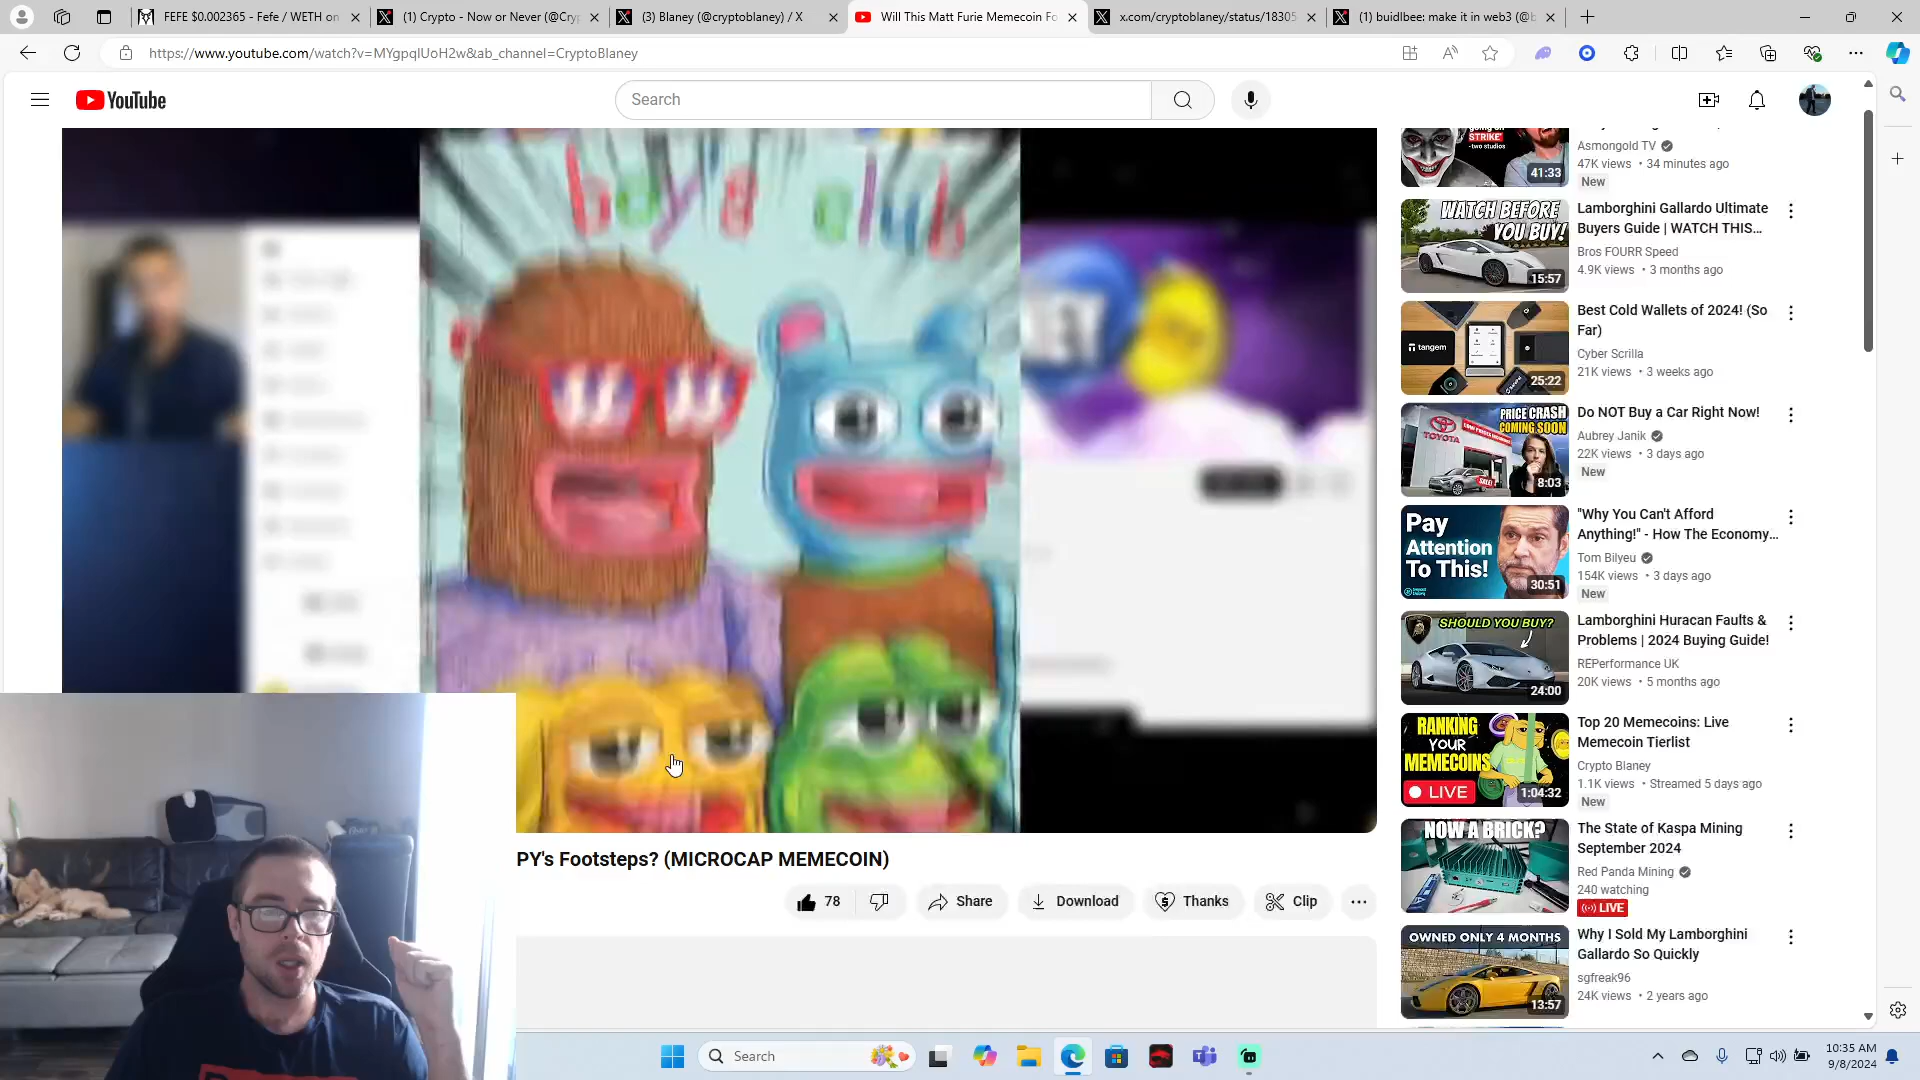 FEFE $0.002365 - Fefe / WETH on
(1) Crypto - Now or Never (@Cry
(3) Blaney (@cryptoblaney) / X
Will This Matt Furie Memecoin Fo
x.com/cryptoblaney/status/18305
(1) buidlbee: make it in web3 (@b
https://www.youtube.com/watch?v=MYgpqlUoH2w&ab_channel=CryptoBlaney
YouTube
Search
boy's club
PY's Footsteps? (MICROCAP MEMECOIN)
78
Share
Download
Thanks
Clip
going on
STRIKE"
-two studios
41:33
Asmongold TV
47K views • 34 minutes ago
New
WATCH BEFORE
YOU BUY!
15:57
Lamborghini Gallardo Ultimate
Buyers Guide | WATCH THIS...
Bros FOURR Speed
4.9K views • 3 months ago
tangem
25:22
Best Cold Wallets of 2024! (So
Far)
Cyber Scrilla
21K views • 3 weeks ago
PRICE CRASH
COMING SOON
TOYOTA
SALE!
8:03
Do NOT Buy a Car Right Now!
Aubrey Janik
22K views • 3 days ago
New
Pay
Attention
To This!
30:51
"Why You Can't Afford
Anything!" - How The Economy...
Tom Bilyeu
154K views • 3 days ago
New
SHOULD YOU BUY?
24:00
Lamborghini Huracan Faults &
Problems | 2024 Buying Guide!
REPerformance UK
20K views • 5 months ago
RANKING
YOUR
MEMECOINS
LIVE
1:04:32
Top 20 Memecoins: Live
Memecoin Tierlist
Crypto Blaney
1.1K views • Streamed 5 days ago
New
NOW A BRICK?
The State of Kaspa Mining
September 2024
Red Panda Mining
240 watching
LIVE
OWNED ONLY 4 MONTHS
13:57
Why I Sold My Lamborghini
Gallardo So Quickly
sgfreak96
24K views • 2 years ago
Search
10:35 AM
9/8/2024